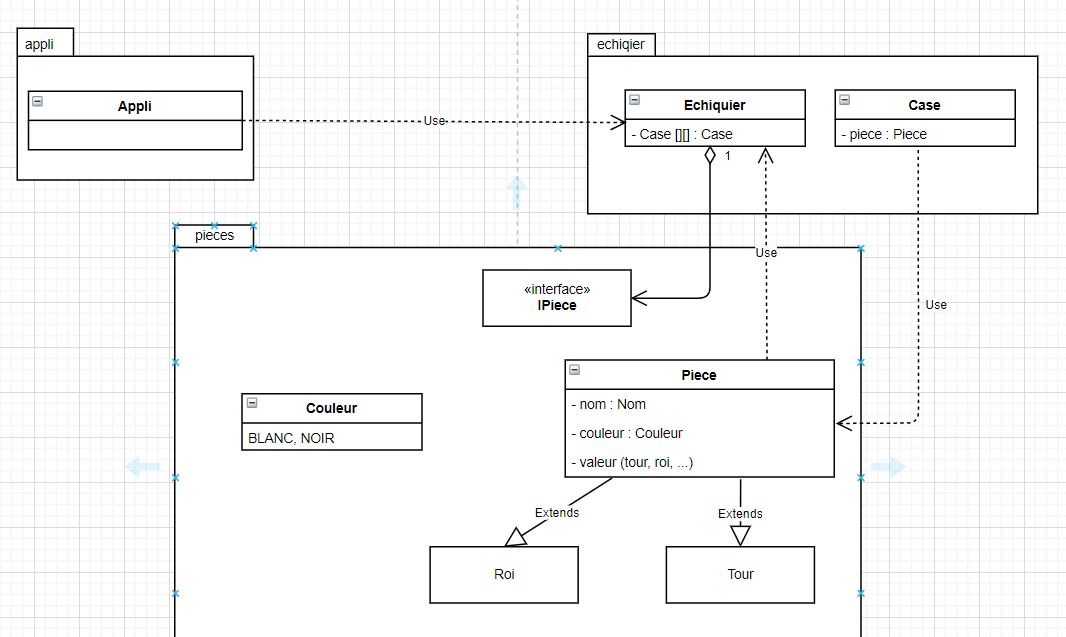 appli
Appli
echiqier
Echiquier
- Case [][] : Case
1
Case
- piece : Piece
Use
Use
Use
pieces
«interface»
IPiece
Couleur
BLANC, NOIR
Piece
- nom : Nom
- couleur : Couleur
- valeur (tour, roi, ...)
Extends
Extends
Roi
Tour